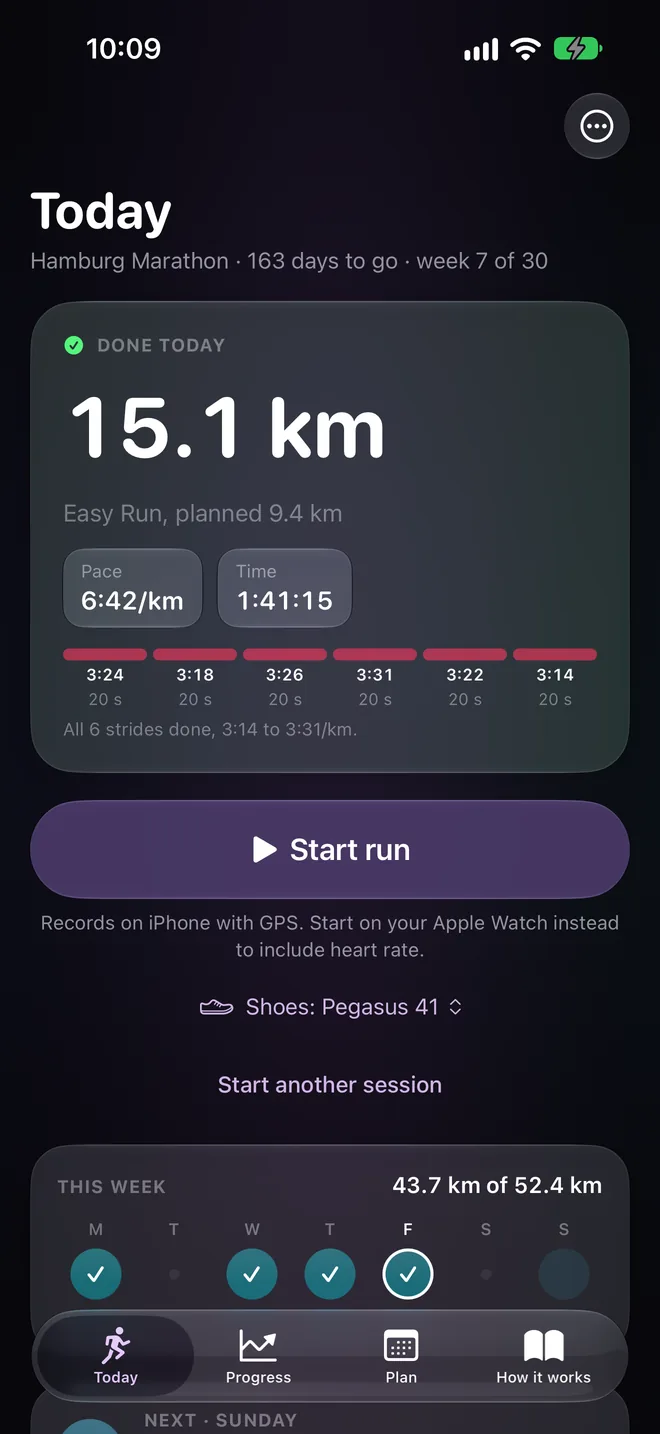 10:09
Today
Hamburg Marathon · 163 days to go · week 7 of 30
DONE TODAY
15.1 km
Easy Run, planned 9.4 km
Pace
6:42/km
Time
1:41:15
3:24 3:18 3:26 3:31 3:22 3:14
20 s 20 s 20 s 20 s 20 s 20 s
All 6 strides done, 3:14 to 3:31/km.
Start run
Records on iPhone with GPS. Start on your Apple Watch instead
to include heart rate.
Shoes: Pegasus 41
Start another session
THIS WEEK 43.7 km of 52.4 km
M T W T F S S
Today Progress Plan How it works
NEXT · SUNDAY